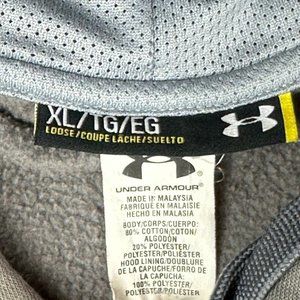 XL/TG/EG
LOOSE/COUPE LÂCHE/SUELTO
UNDER ARMOUR
MADE IN MALAYSIA
FABRIQUÉ EN MALAISIE
HECHO EN MALASIA
BODY/CORPS/CUERPO:
80% COTTON/COTON/
ALGODÓN
20% POLYESTER/
POLYESTER/POLIÉSTER
HOOD LINING/DOUBLURE
DE LA CAPUCHE/FORRO DE
LA CAPUCHA:
100% POLYESTER/
POLYESTER/POLIÉSTER